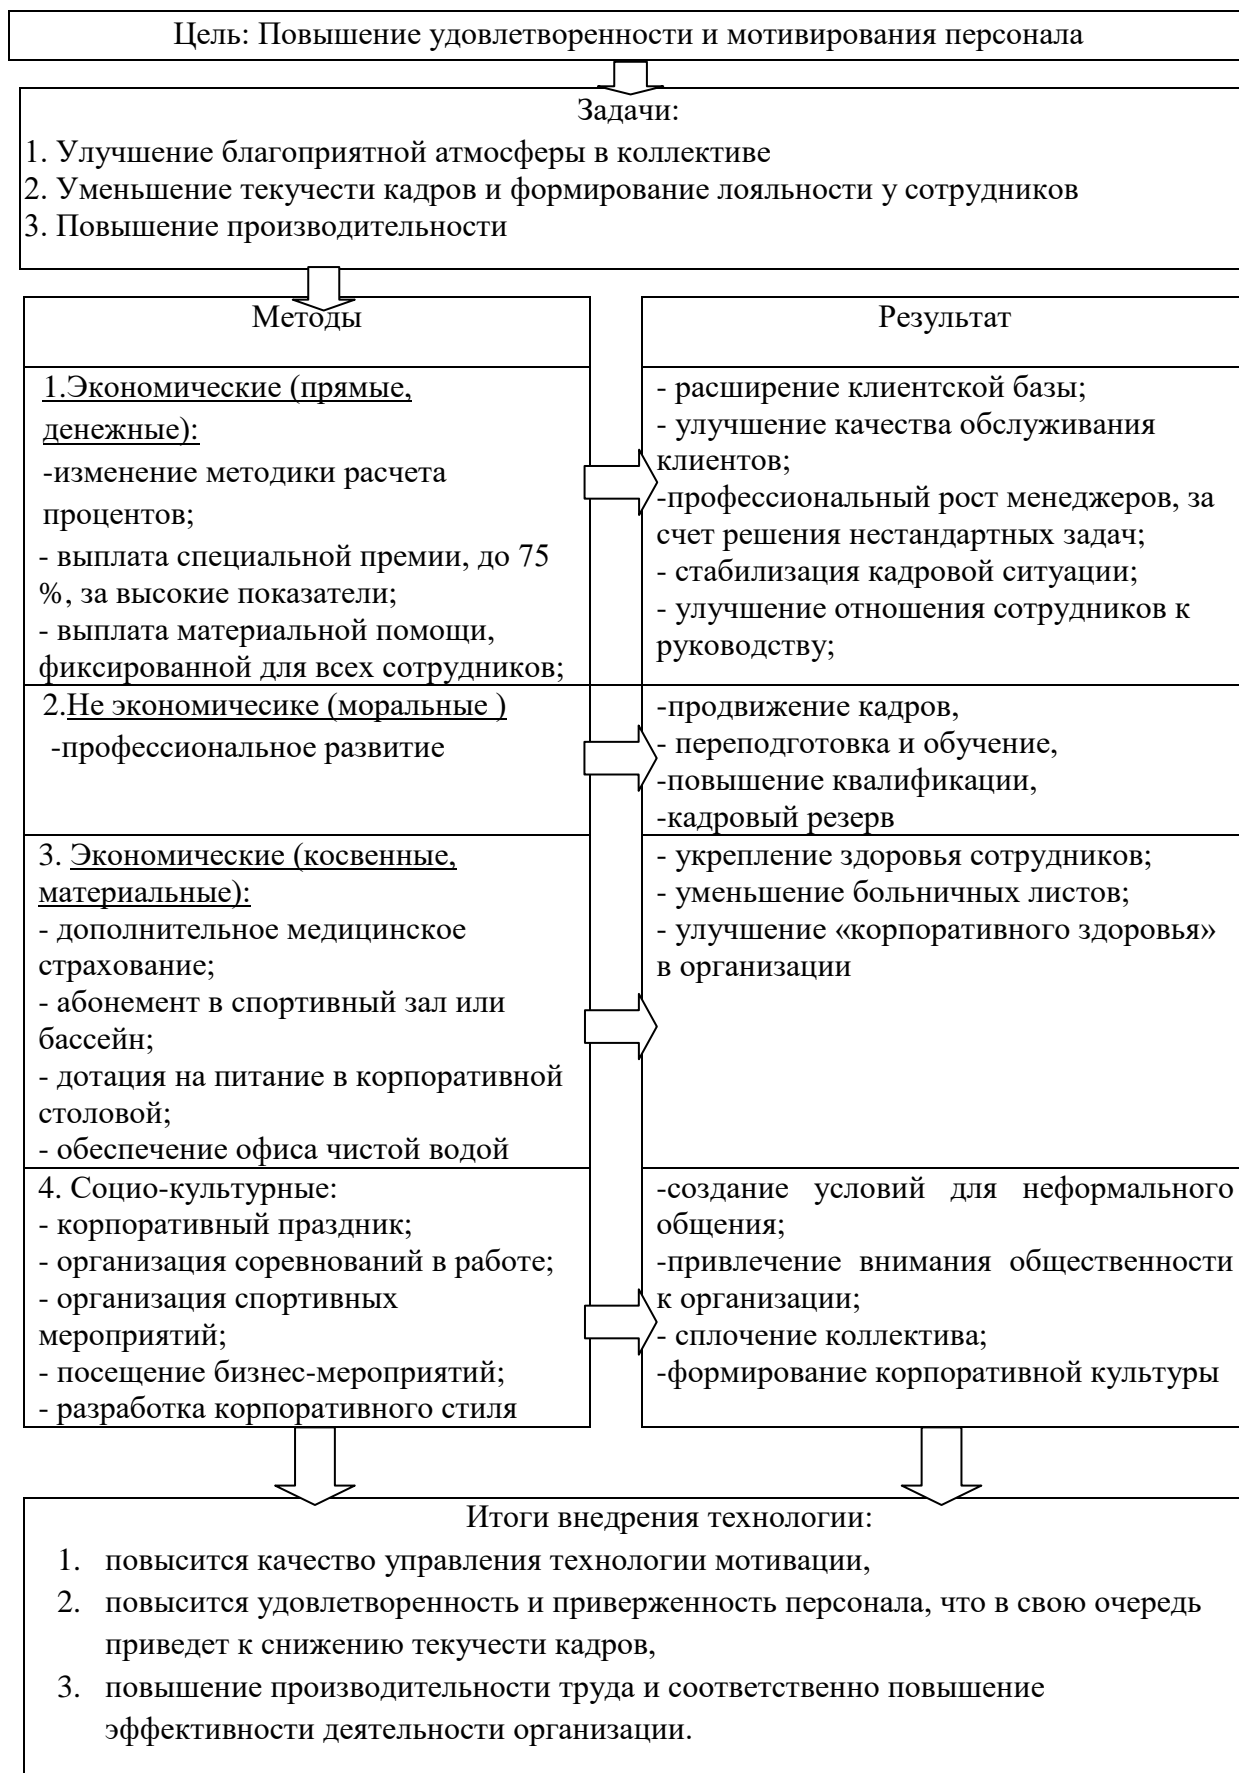 Цель: Повышение удовлетворенности и мотивирования персонала
Задачи:
1. Улучшение благоприятной атмосферы в коллективе
2. Уменьшение текучести кадров и формирование лояльности у сотрудников
3. Повышение производительности
Методы
1.Экономические (прямые,
денежные):
-изменение методики расчета
процентов;
- выплата специальной премии, до 75
%, за высокие показатели;
- выплата материальной помощи,
фиксированной для всех сотрудников;
Результат
- расширение клиентской базы;
- улучшение качества обслуживания
клиентов;
-профессиональный рост менеджеров, за
счет решения нестандартных задач;
- стабилизация кадровой ситуации;
- улучшение отношения сотрудников к
руководству;
2.Не экономичесике (моральные )
-профессиональное развитие
-продвижение кадров,
- переподготовка и обучение,
-повышение квалификации,
-кадровый резерв
3. Экономические (косвенные,
материальные):
- дополнительное медицинское
страхование;
- абонемент в спортивный зал или
бассейн;
- дотация на питание в корпоративной
столовой;
- обеспечение офиса чистой водой
- укрепление здоровья сотрудников;
- уменьшение больничных листов;
- улучшение «корпоративного здоровья»
в организации
4. Социо-культурные:
- корпоративный праздник;
- организация соревнований в работе;
- организация спортивных
мероприятий;
- посещение бизнес-мероприятий;
- разработка корпоративного стиля
-создание условий для неформального
общения;
-привлечение внимания общественности
к организации;
- сплочение коллектива;
-формирование корпоративной культуры
Итоги внедрения технологии:
1. повысится качество управления технологии мотивации,
2. повысится удовлетворенность и приверженность персонала, что в свою очередь
приведет к снижению текучести кадров,
3. повышение производительности труда и соответственно повышение
эффективности деятельности организации.